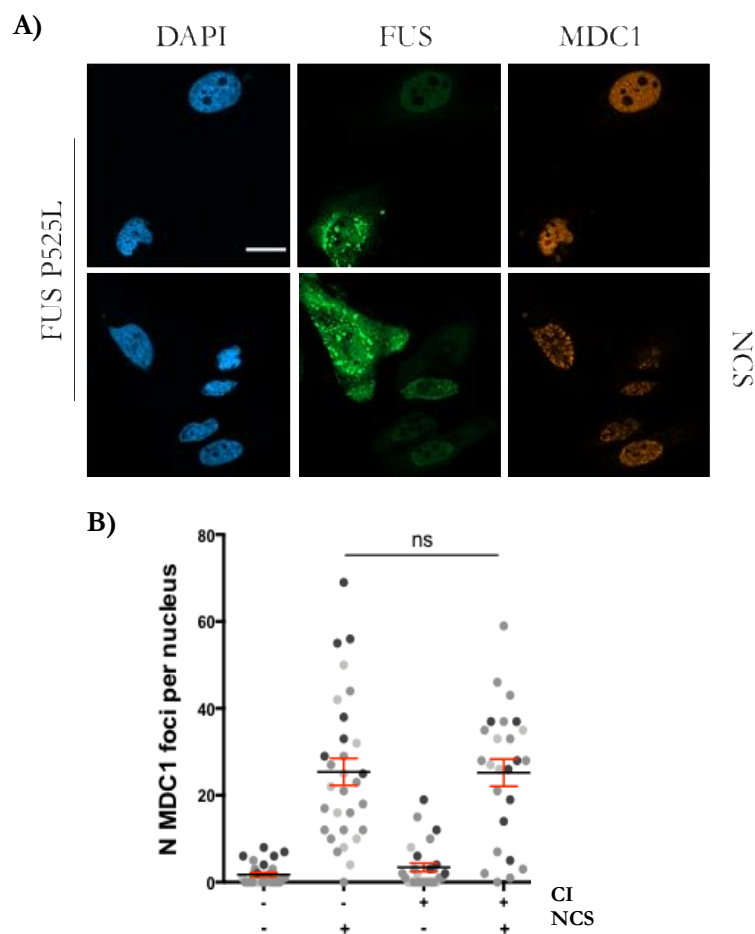 A)
DAPI FUS MDC1
FUS P525L
NCS
B)
ns
N MDC1 foci per nucleus
80
60
40
20
0
- - + + CI
- + - + NCS